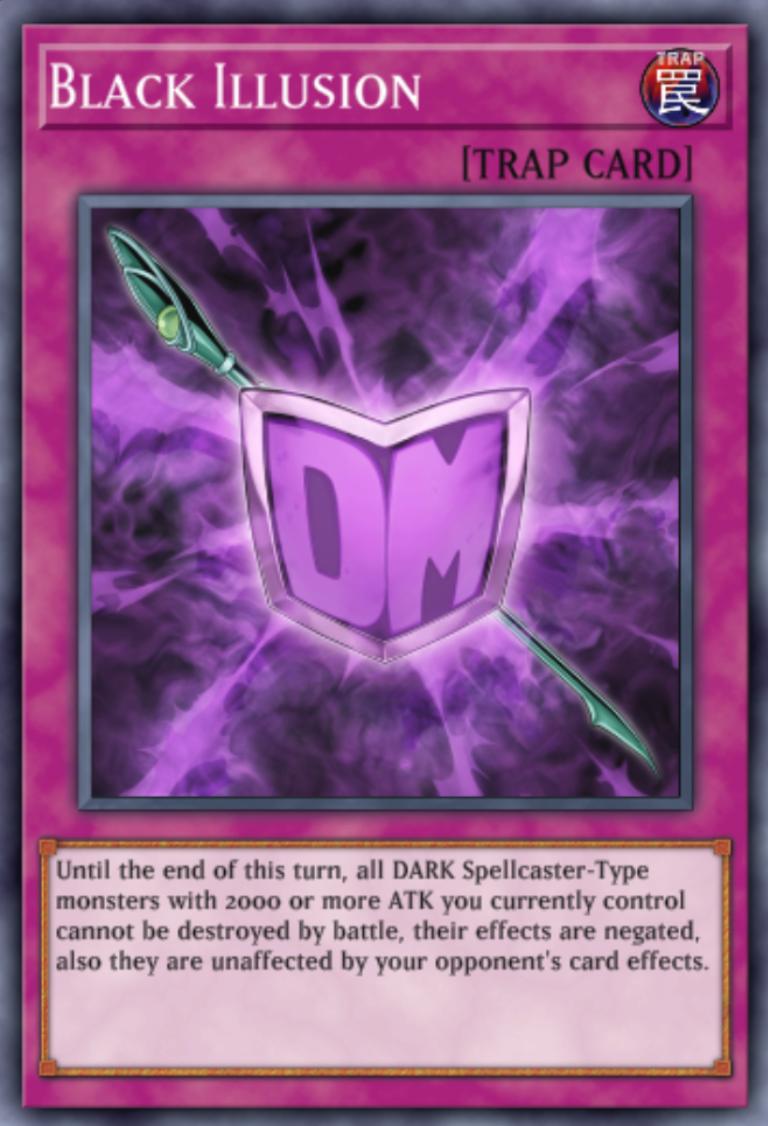 Black Illusion
TRAP
罠
[TRAP CARD]
DM
Until the end of this turn, all DARK Spellcaster-Type
monsters with 2000 or more ATK you currently control
cannot be destroyed by battle, their effects are negated,
also they are unaffected by your opponent's card effects.